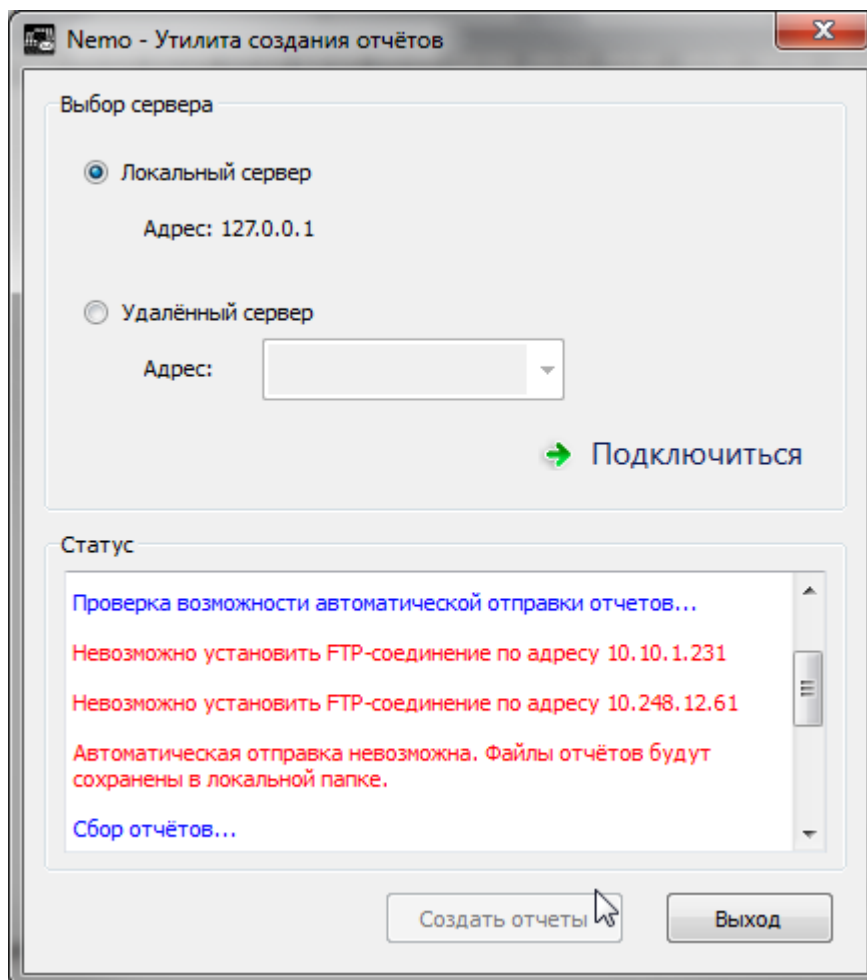 Nemo - Утилита создания отчётов
Выбор сервера
Локальный сервер
Адрес: 127.0.0.1
Удалённый сервер
Адрес:
Подключиться
Статус
Проверка возможности автоматической отправки отчетов...
Невозможно установить FTP-соединение по адресу 10.10.1.231
Невозможно установить FTP-соединение по адресу 10.248.12.61
Автоматическая отправка невозможна. Файлы отчётов будут
сохранены в локальной папке.
Сбор отчётов...
Создать отчеты
Выход